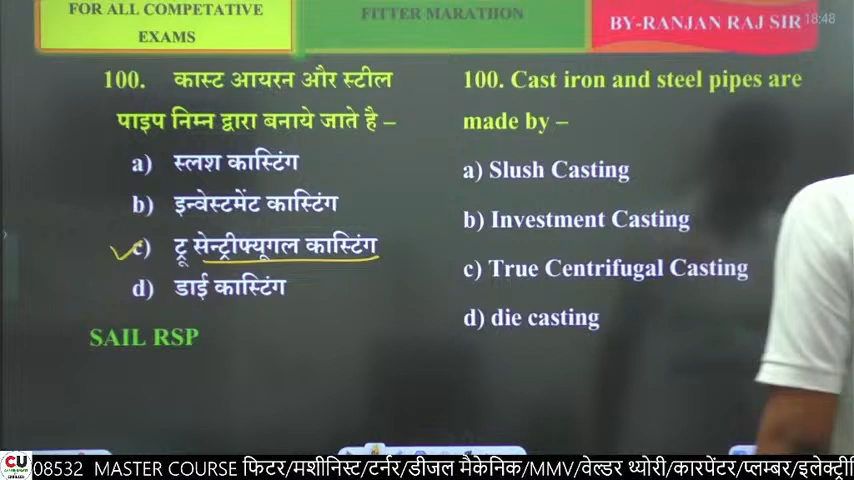 FOR ALL COMPETATIVE
EXAMS
FITTER MARATHON
BY-RANJAN RAJ SIR
18:48
100. कास्ट आयरन और स्टील
पाइप निम्न द्वारा बनाये जाते है –
a) स्लश कास्टिंग
b) इन्वेस्टमेंट कास्टिंग
c) ट्रू सेन्ट्रीफ्यूगल कास्टिंग
d) डाई कास्टिंग
SAIL RSP
100. Cast iron and steel pipes are
made by –
a) Slush Casting
b) Investment Casting
c) True Centrifugal Casting
d) die casting
CU
08532 MASTER COURSE फिटर/मशीनिस्ट/टर्नर/डीजल मैकेनिक/MMV/वेल्डर थ्योरी/कारपेंटर/प्लम्बर/इलेक्ट्री